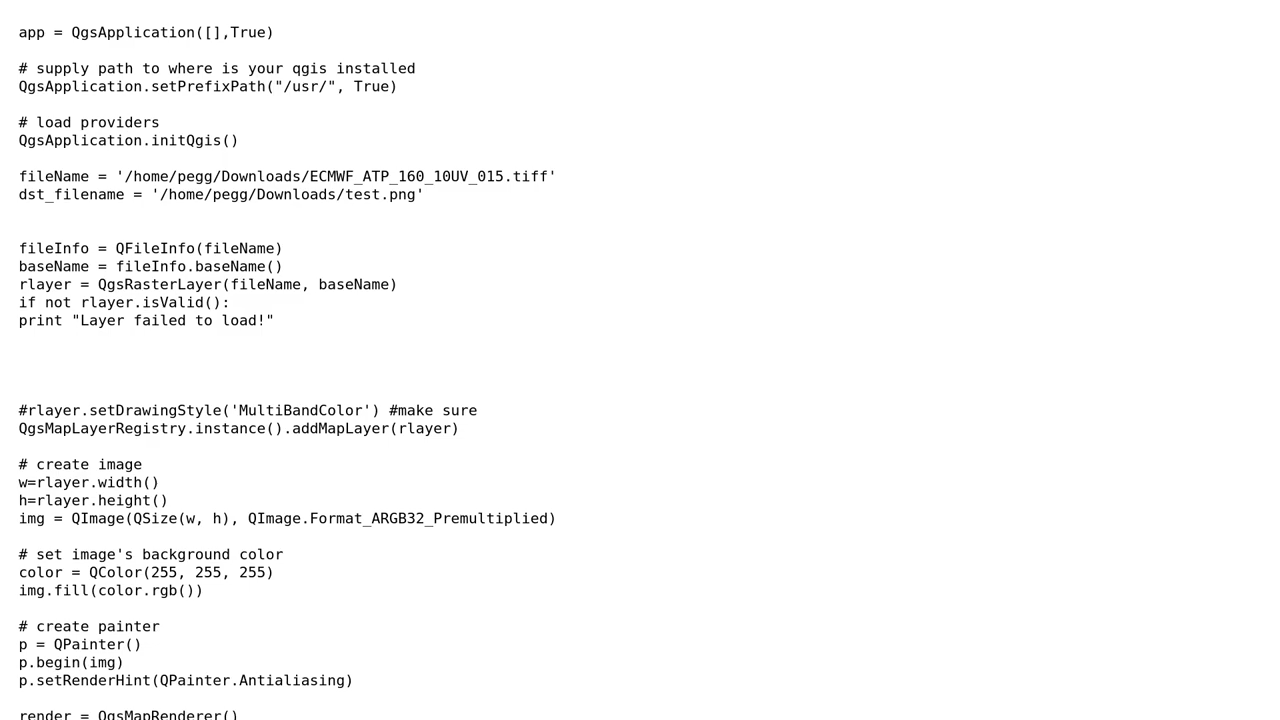 app = QgsApplication([],True)
# supply path to where is your qgis installed
QgsApplication.setPrefixPath("/usr/", True)
# load providers
QgsApplication.initQgis()
fileName = '/home/pegg/Downloads/ECMWF_ATP_160_10UV_015.tiff'
dst_filename = '/home/pegg/Downloads/test.png'
fileInfo = QFileInfo(fileName)
baseName = fileInfo.baseName()
rlayer = QgsRasterLayer(fileName, baseName)
if not rlayer.isValid():
print "Layer failed to load!"
#rlayer.setDrawingStyle('MultiBandColor') #make sure
QgsMapLayerRegistry.instance().addMapLayer(rlayer)
# create image
w=rlayer.width()
h=rlayer.height()
img = QImage(QSize(w, h), QImage.Format_ARGB32_Premultiplied)
# set image's background color
color = QColor(255, 255, 255)
img.fill(color.rgb())
# create painter
p = QPainter()
p.begin(img)
p.setRenderHint(QPainter.Antialiasing)
render = QgsMapRenderer()